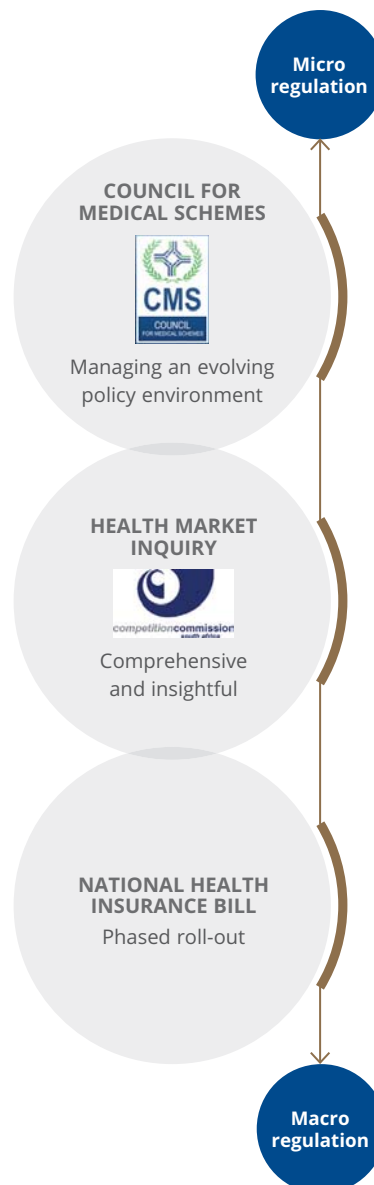 Micro
regulation
COUNCIL FOR
MEDICAL SCHEMES
CMS
COUNCIL
FOR MEDICAL SCHEMES
Managing an evolving
policy environment
HEALTH MARKET
INQUIRY
competitioncommission
south africa
Comprehensive
and insightful
NATIONAL HEALTH
INSURANCE BILL
Phased roll-out
Macro
regulation